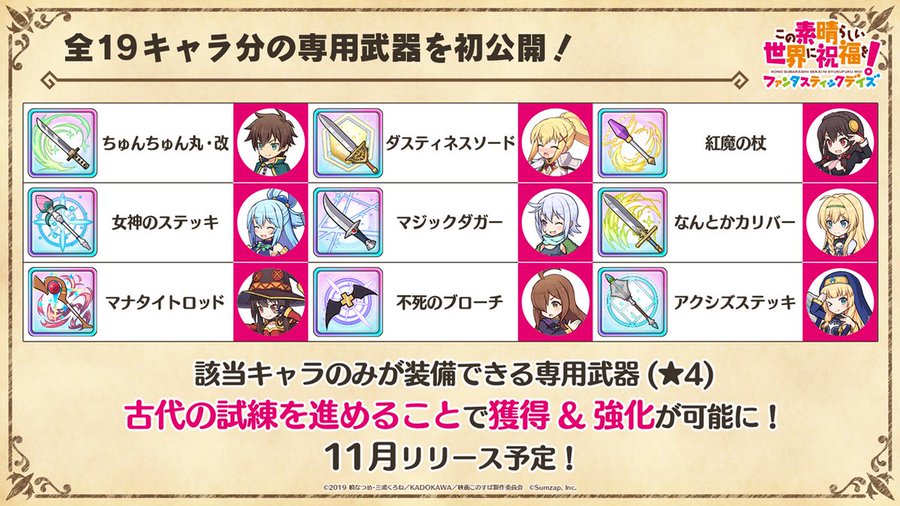 全19キャラ分の専用武器を初公開！
この素晴らしい
世界に祝福を！
KONO SUBARASHII SEKAI NI SYUKUFUKU WO!
ファンタスティックデイズ
ちゅんちゅん丸・改
ダスティネスソード
紅魔の杖
女神のステッキ
マジックダガー
なんとかカリバー
マナタイトロッド
不死のブローチ
アクシズステッキ
該当キャラのみが装備できる専用武器 (★4)
古代の試練を進めることで獲得 & 強化が可能に！
11月リリース予定！
©2019 暁なつめ・三嶋くろね／KADOKAWA／映画このすば製作委員会 ©Sumzap, Inc.